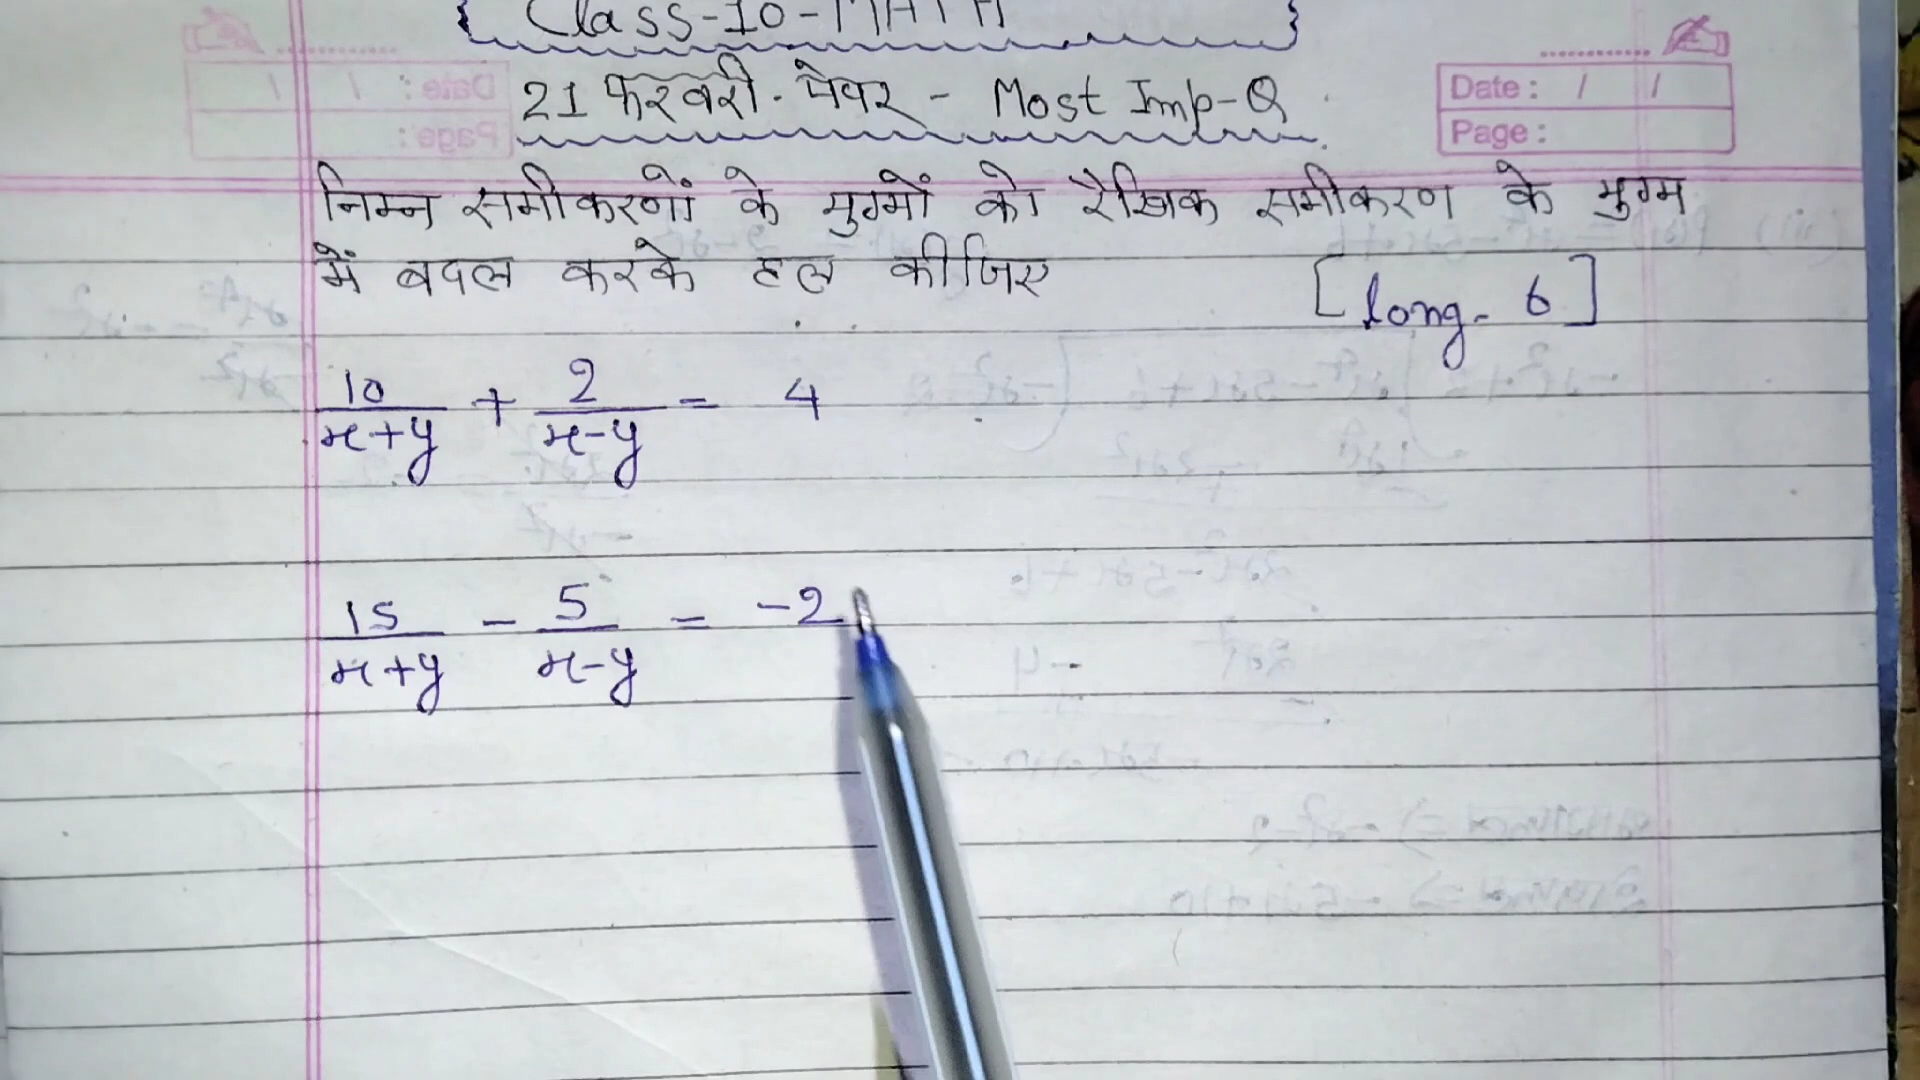 Class-10-MATH
21 फरवरी - पेपर - Most Imp-Q
Date : / /
Page :
निम्न समीकरणों के युग्मों को रैखिक समीकरण के युग्म
में बदल करके हल कीजिए
[long- 6]
10/(x+y) + 2/(x-y) = 4
15/(x+y) - 5/(x-y) = -2